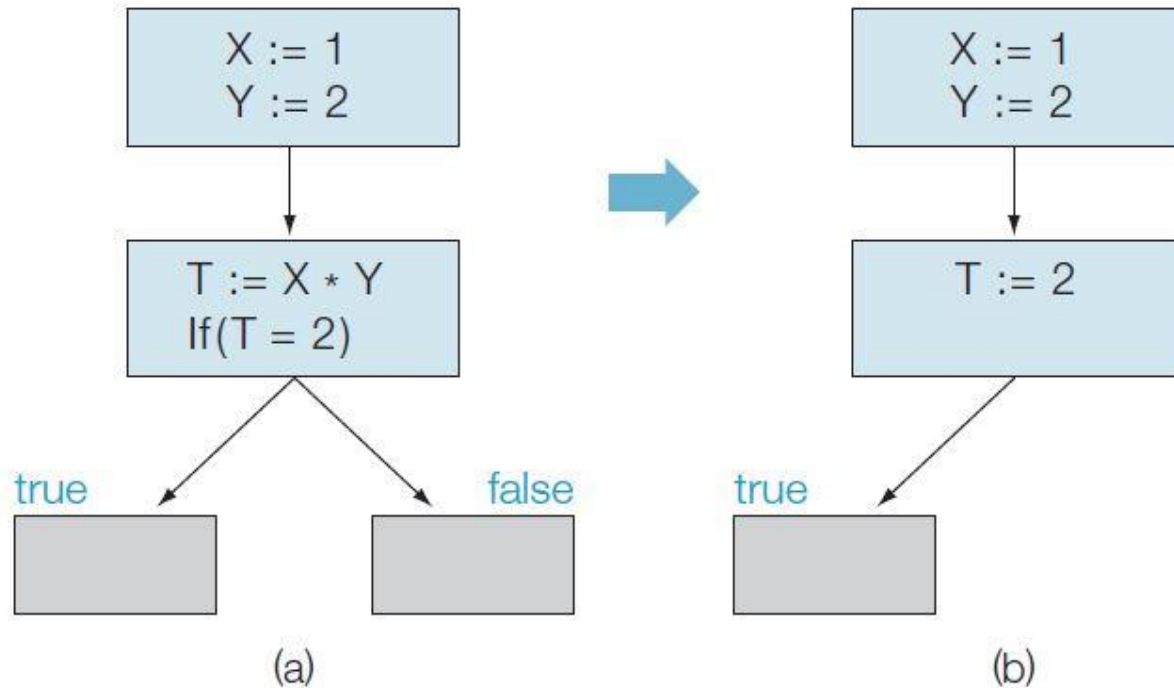 X := 1
Y := 2
T := X * Y
If(T = 2)
true
false
(a)
X := 1
Y := 2
T := 2
true
(b)